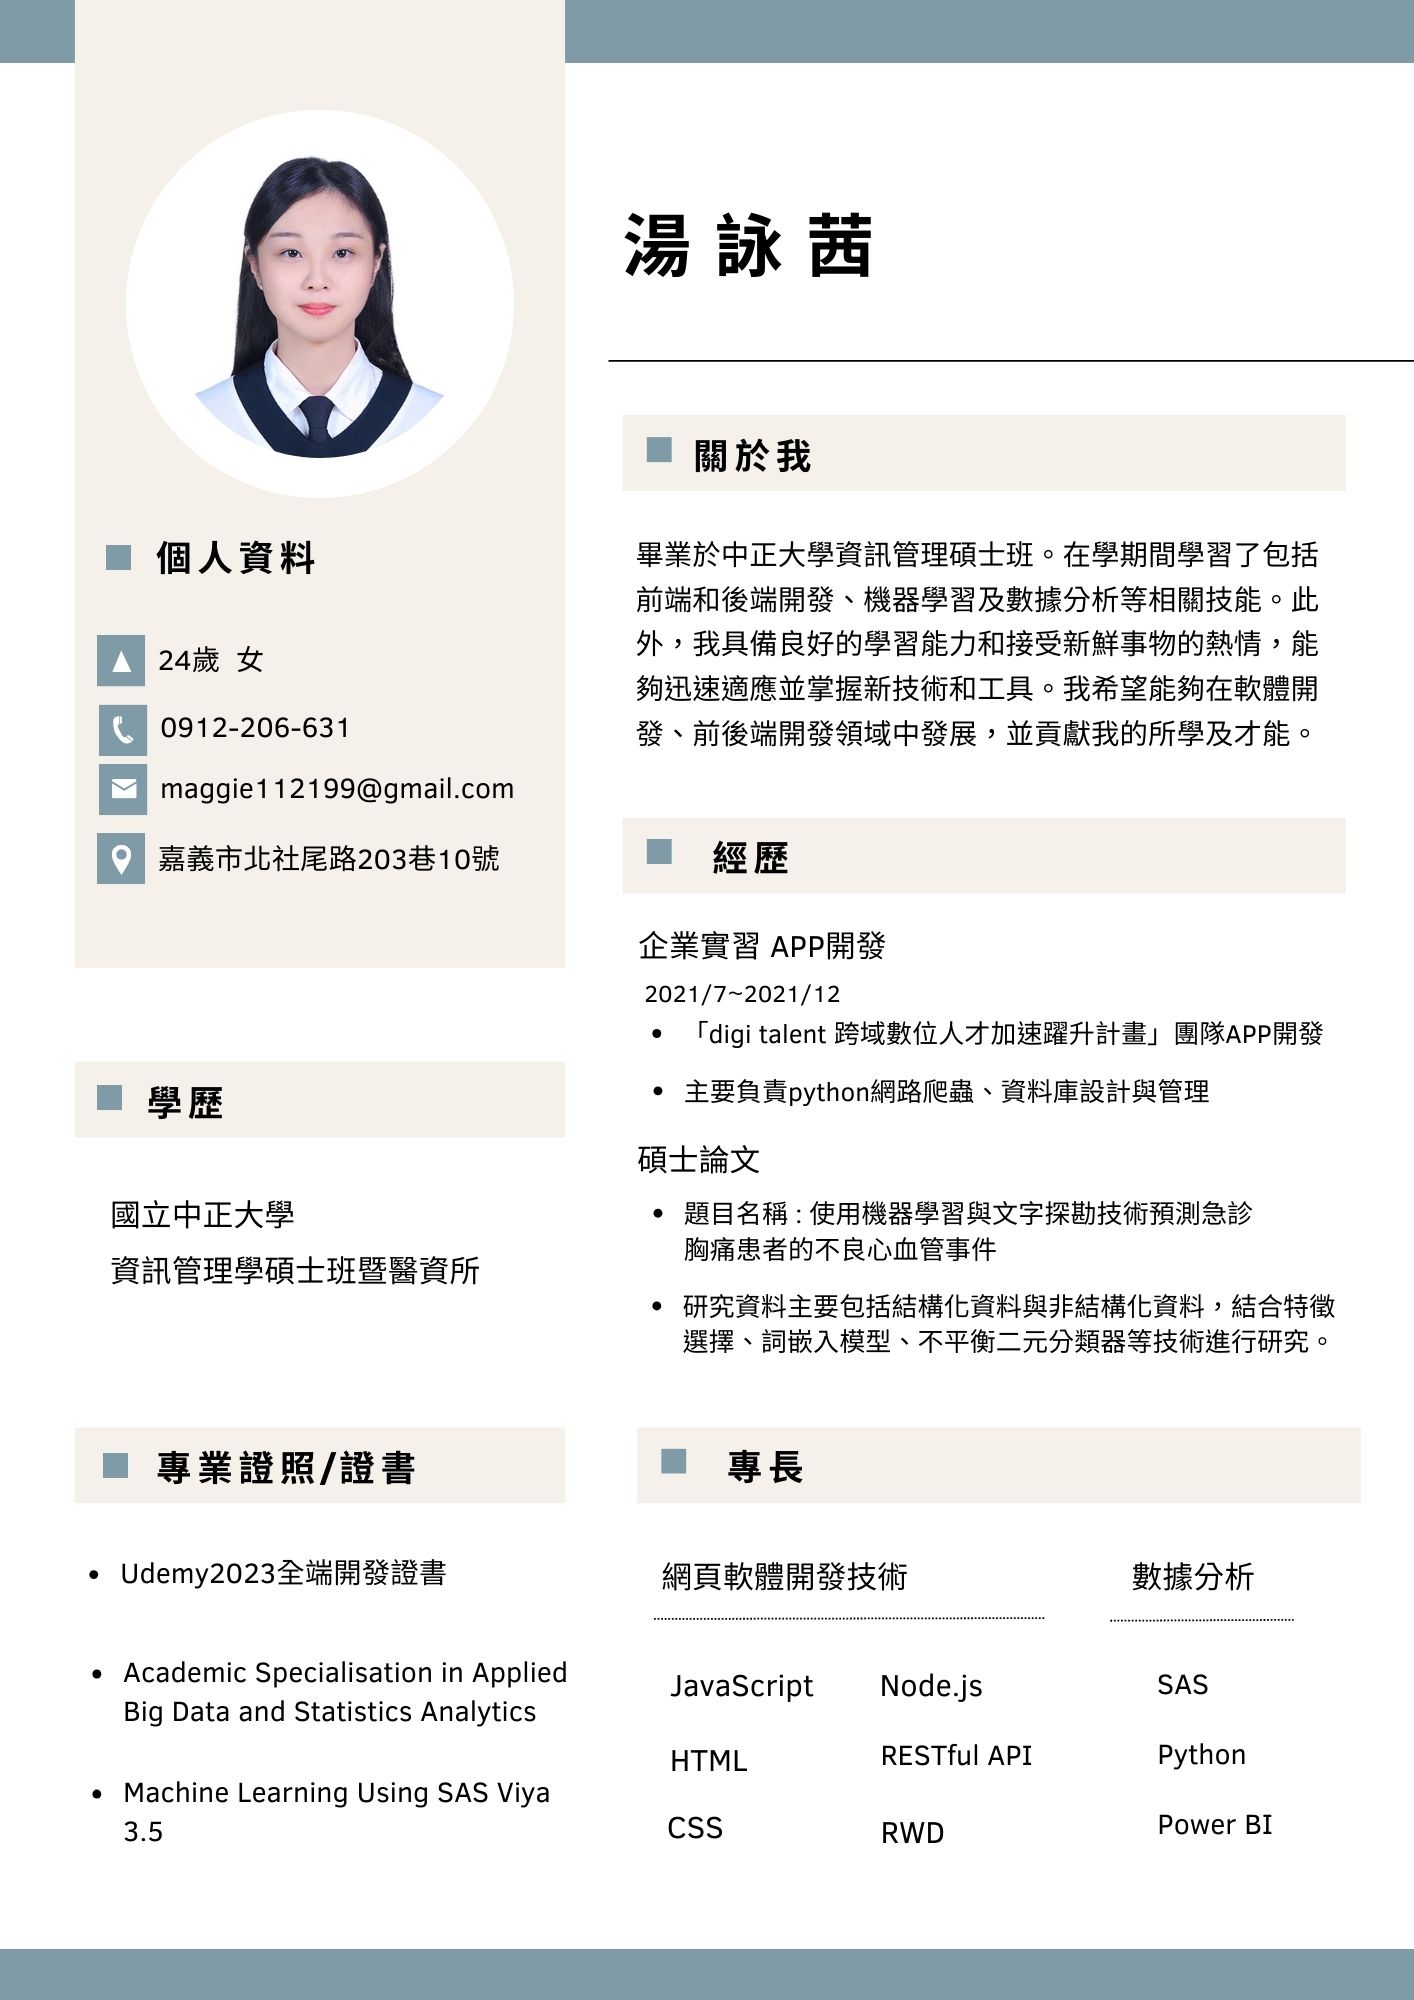 湯詠茜
個人資料
24歲 女
0912-206-631
maggie112199@gmail.com
嘉義市北社尾路203巷10號
學歷
國立中正大學
資訊管理學碩士班暨醫資所
專業證照/證書
Udemy2023全端開發證書
Academic Specialisation in Applied
Big Data and Statistics Analytics
Machine Learning Using SAS Viya
3.5
關於我
畢業於中正大學資訊管理碩士班。在學期間學習了包括
前端和後端開發、機器學習及數據分析等相關技能。此
外，我具備良好的學習能力和接受新鮮事物的熱情，能
夠迅速適應並掌握新技術和工具。我希望能夠在軟體開
發、前後端開發領域中發展，並貢獻我的所學及才能。
經歷
企業實習 APP開發
2021/7~2021/12
「digi talent 跨域數位人才加速躍升計畫」團隊APP開發
主要負責python網路爬蟲、資料庫設計與管理
碩士論文
題目名稱 : 使用機器學習與文字探勘技術預測急診
胸痛患者的不良心血管事件
研究資料主要包括結構化資料與非結構化資料，結合特徵
選擇、詞嵌入模型、不平衡二元分類器等技術進行研究。
專長
網頁軟體開發技術
JavaScript
HTML
CSS
Node.js
RESTful API
RWD
數據分析
SAS
Python
Power BI